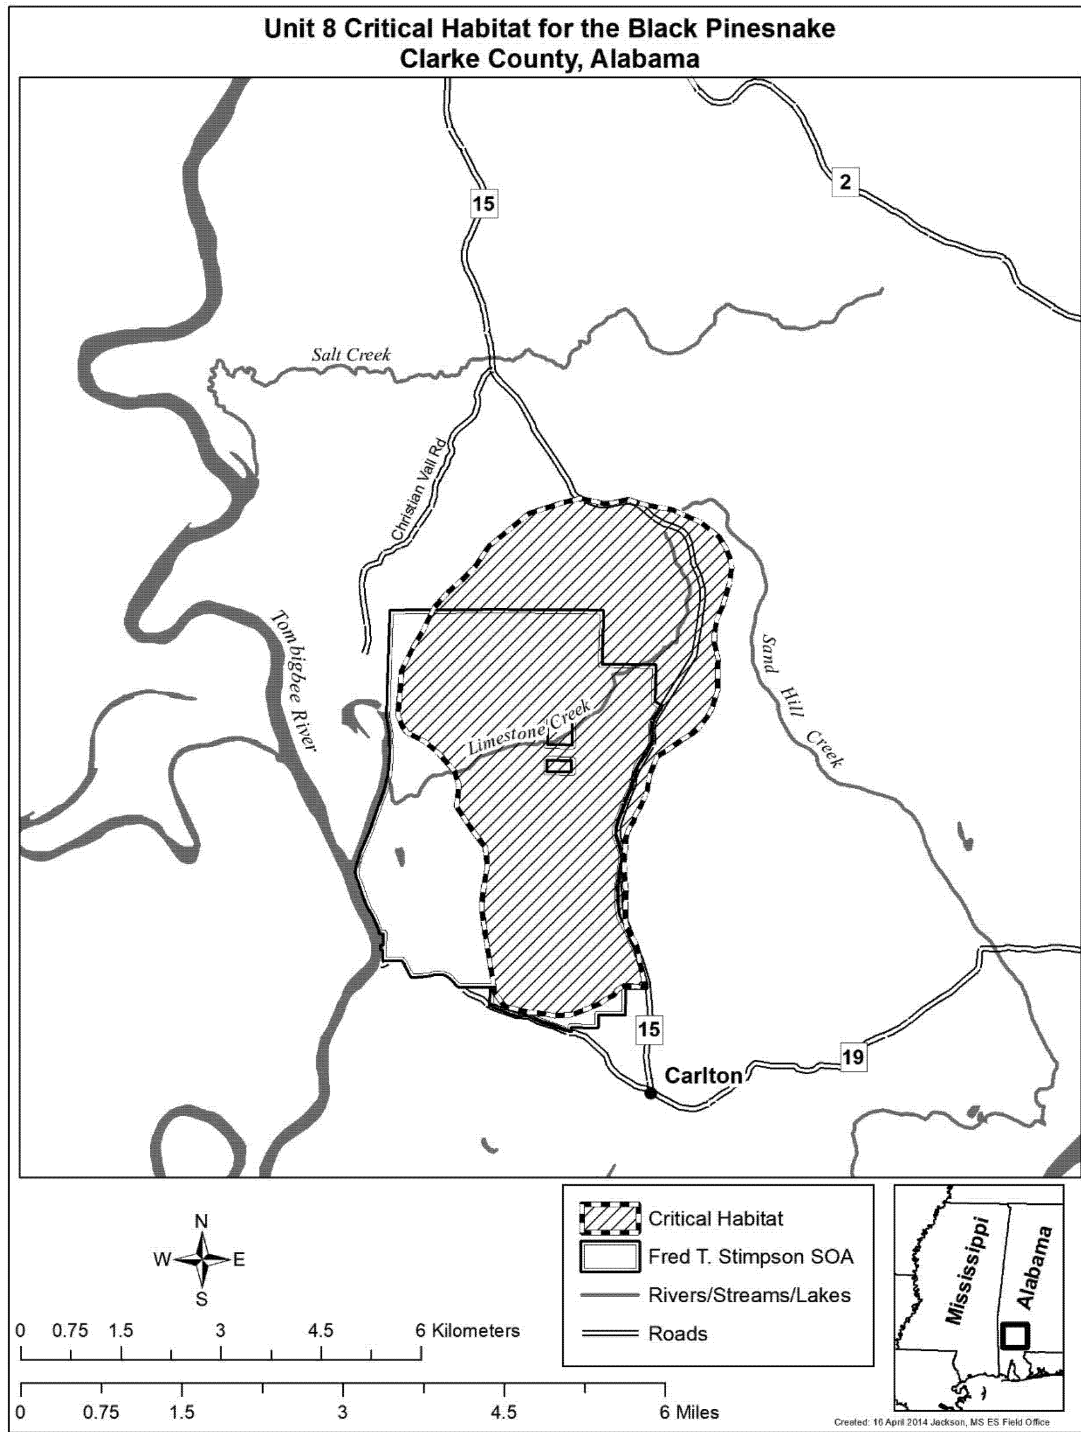 Unit 8 Critical Habitat for the Black Pinesnake
Clarke County, Alabama
2
15
Salt Creek
Christian Vall Rd
Tombigbee River
Sand Hill Creek
Limestone Creek
15
19
Carlton
N
W E
S
Critical Habitat
Fred T. Stimpson SOA
Rivers/Streams/Lakes
Roads
Mississippi
Alabama
0 0.75 1.5 3 4.5 6 Kilometers
0 0.75 1.5 3 4.5 6 Miles
Created: 16 April 2014 Jackson, MS ES Field Office